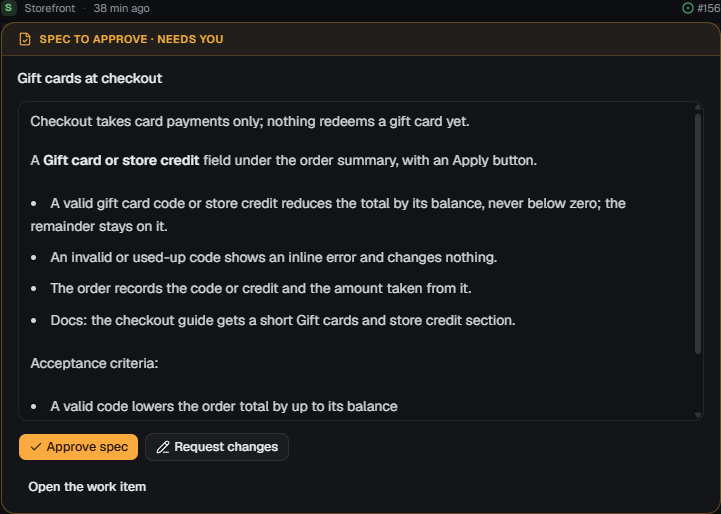 S Storefront · 38 min ago #156
SPEC TO APPROVE · NEEDS YOU
Gift cards at checkout
Checkout takes card payments only; nothing redeems a gift card yet.
A Gift card or store credit field under the order summary, with an Apply button.
• A valid gift card code or store credit reduces the total by its balance, never below zero; the
remainder stays on it.
• An invalid or used-up code shows an inline error and changes nothing.
• The order records the code or credit and the amount taken from it.
• Docs: the checkout guide gets a short Gift cards and store credit section.
Acceptance criteria:
• A valid code lowers the order total by up to its balance
Approve spec Request changes
Open the work item